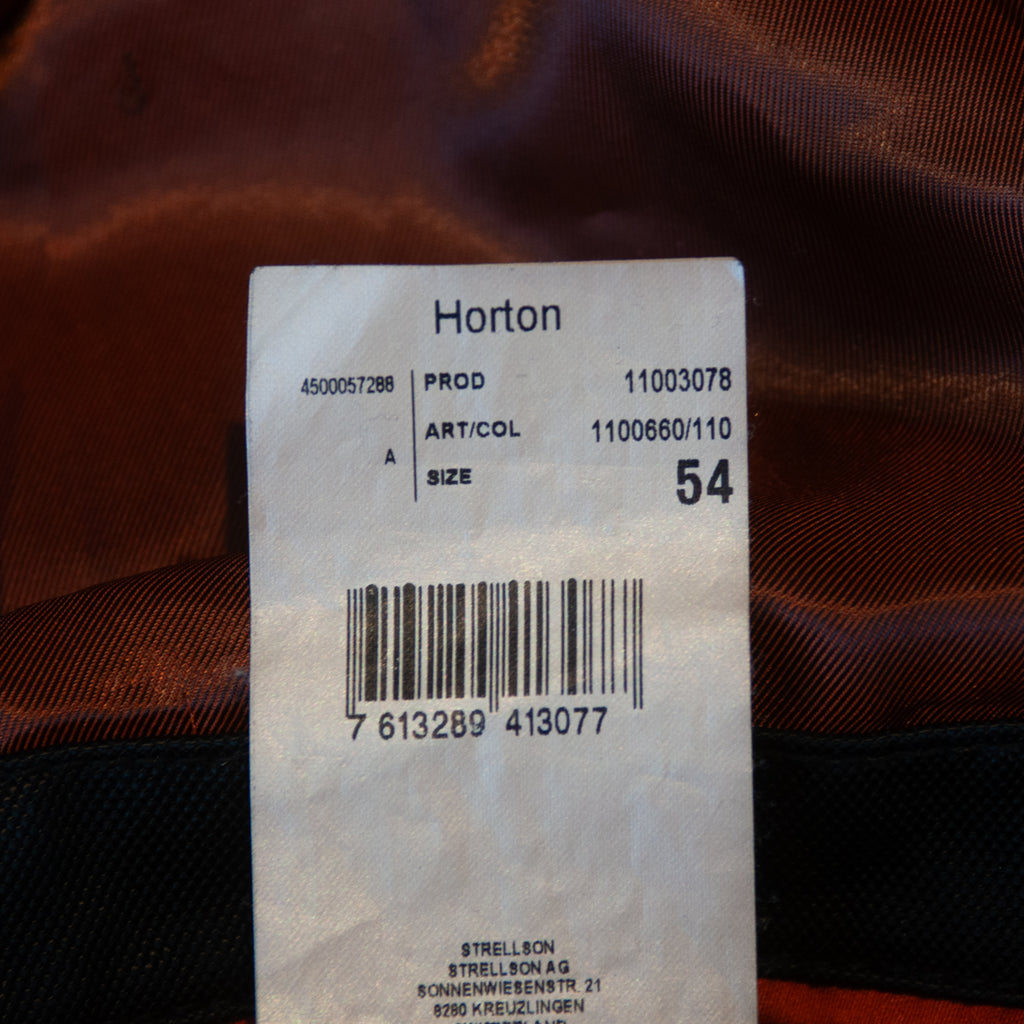 Horton
4500057288
PROD 11003078
ART/COL 1100660/110
A
SIZE 54
7 613289 413077
STRELLSON
STRELLSON AG
SONNENWIESENSTR. 21
8280 KREUZLINGEN